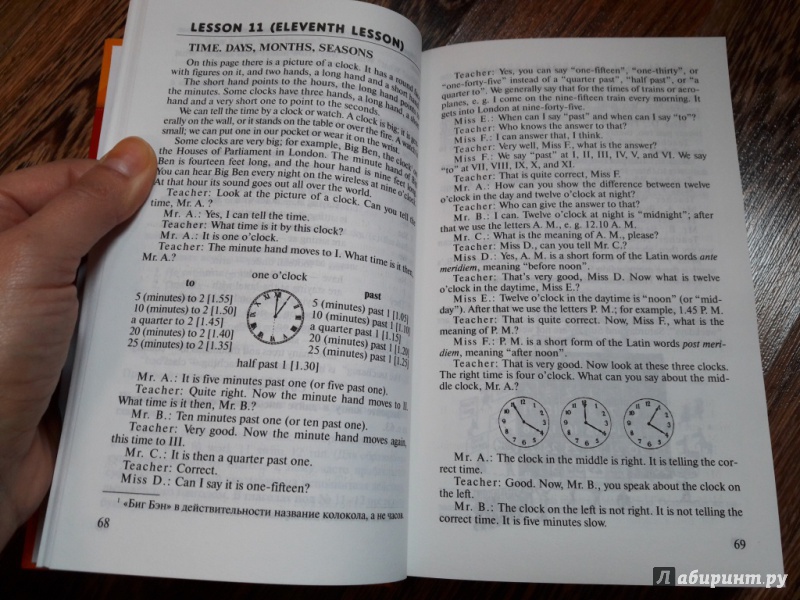 LESSON 11 (ELEVENTH LESSON)
TIME. DAYS, MONTHS, SEASONS
On this page there is a picture of a clock. It has a round
with figures on it, and two hands, a long hand and a short
The short hand points to the hours, the long hand
the minutes. Some clocks have three hands, a long hand, a
hand and a very short one to point to the seconds.
We can tell the time by a clock or watch. A clock is big; it is
erally on the wall, or it stands on the table or over the fire. A
small; we can put one in our pocket or wear it on the wrist.
Some clocks are very big; for example, Big Ben, the clock on
the Houses of Parliament in London. The minute hand of
Ben is fourteen feet long, and the hour hand is nine feet long.
You can hear Big Ben every night on the wireless at nine o'clock.
At that hour its sound goes out all over the world.
Teacher: Look at the picture of a clock. Can you tell the
time, Mr. A. ?
Mr. A.: Yes, I can tell the time.
Teacher: What time is it by this clock?
Mr. A.: It is one o'clock.
Teacher: The minute hand moves to I. What time is it then,
Mr. A.?
one o'clock
to
5 (minutes) to 2 [1.55]
10 (minutes) to 2 [1.50]
a quarter to 2 [1.45]
20 (minutes) to 2 [1.40]
25 (minutes) to 2 [1.35]
past
5 (minutes) past 1 [1.05]
10 (minutes) past 1 [1.10]
a quarter past 1 [1.15]
20 (minutes) past 1 [1.20]
25 (minutes) past 1 [1.25]
half past 1 [1.30]
Mr. A.: It is five minutes past one (or five past one).
Teacher: Quite right. Now the minute hand moves to II.
What time is it then, Mr. B.?
Mr. B.: Ten minutes past one (or ten past one).
Teacher: Very good. Now the minute hand moves again,
this time to III.
Mr. C.: It is then a quarter past one.
Teacher: Correct.
Miss D.: Can I say it is one-fifteen?
1 «Биг Бэн» в действительности название колокола, а не часов.
68
Teacher: Yes, you can say "one-fifteen", "one-thirty", or
"one-forty-five" instead of a "quarter past", "half past", or "a
quarter to". We generally say that for the times of trains or aero-
planes, e. g. I come on the nine-fifteen train every morning. It
gets into London at nine-forty-five.
Miss E.: When can I say "past" and when can I say "to"?
Teacher: Who knows the answer to that?
Miss F.: I can answer that, I think.
Teacher: Very well, Miss F., what is the answer?
Miss F.: We say "past" at I, II, III, IV, V, and VI. We say
"to" at VII, VIII, IX, X, and XI.
Teacher: That is quite correct, Miss F.
Mr. A.: How can you show the difference between twelve
o'clock in the day and twelve o'clock at night?
Teacher: Who can give the answer to that?
Mr. B.: I can. Twelve o'clock at night is "midnight"; after
that we use the letters A. M., e. g. 12.10 A. M.
Mr. C.: What is the meaning of A. M., please?
Teacher: Miss D., can you tell Mr. C.?
Miss D.: Yes, A. M. is a short form of the Latin words ante
meridiem, meaning "before noon".
Teacher: That's very good, Miss D. Now what is twelve
o'clock in the daytime, Miss E.?
Miss E.: Twelve o'clock in the daytime is "noon" (or "mid-
day"). After that we use the letters P. M.; for example, 1.45 P. M.
Teacher: That is quite correct. Now, Miss F., what is the
meaning of P. M.?
Miss F.: P. M. is a short form of the Latin words post meri-
diem, meaning "after noon".
Teacher: That is very good. Now look at these three clocks.
The right time is four o'clock. What can you say about the mid-
dle clock, Mr. A.?
Mr. A.: The clock in the middle is right. It is telling the cor-
rect time.
Teacher: Good. Now, Mr. B., you speak about the clock on
the left.
Mr. B.: The clock on the left is not right. It is not telling the
correct time. It is five minutes slow.
69
Лабиринт.ру